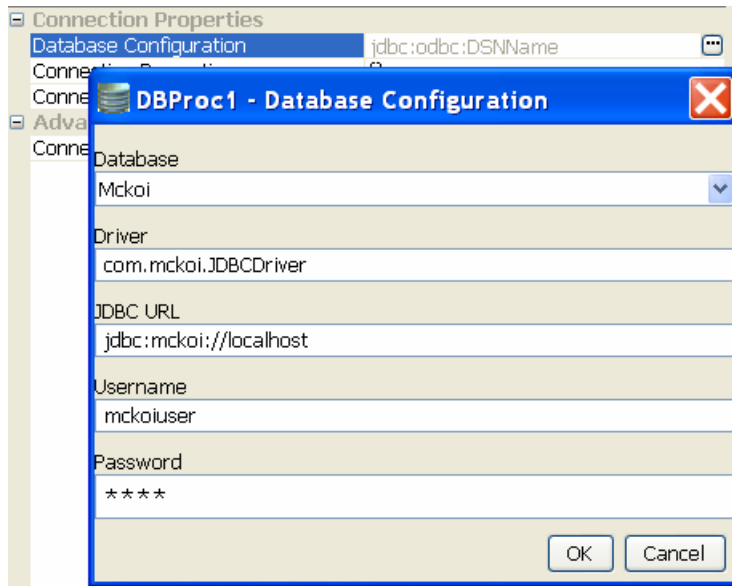 Connection Properties
Database Configuration jdbc:odbc:DSNName
DBProc1 - Database Configuration
Database
Mckoi
Driver
com.mckoi.JDBCDriver
JDBC URL
jdbc:mckoi://localhost
Username
mckoiuser
Password
****
OK Cancel